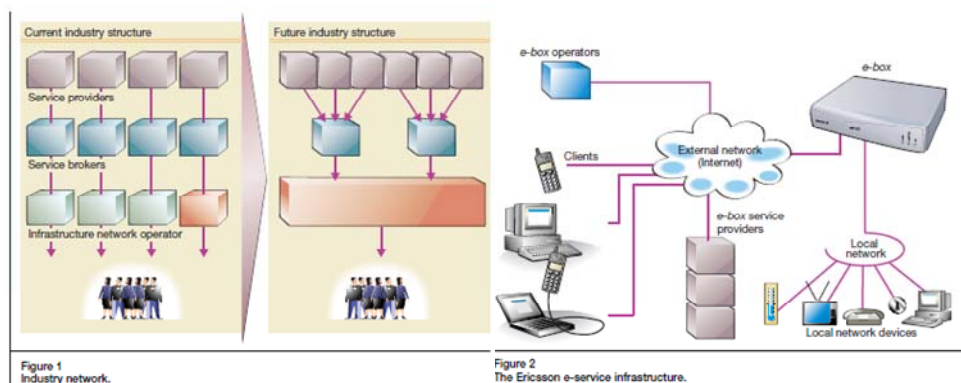 Current industry structure
Future industry structure
Service providers
Service brokers
Infrastructure network operator
Figure 1
Industry network.
e-box operators
e-box
Clients
External network
(Internet)
e-box service
providers
Local
network
Local network devices
Figure 2
The Ericsson e-service infrastructure.